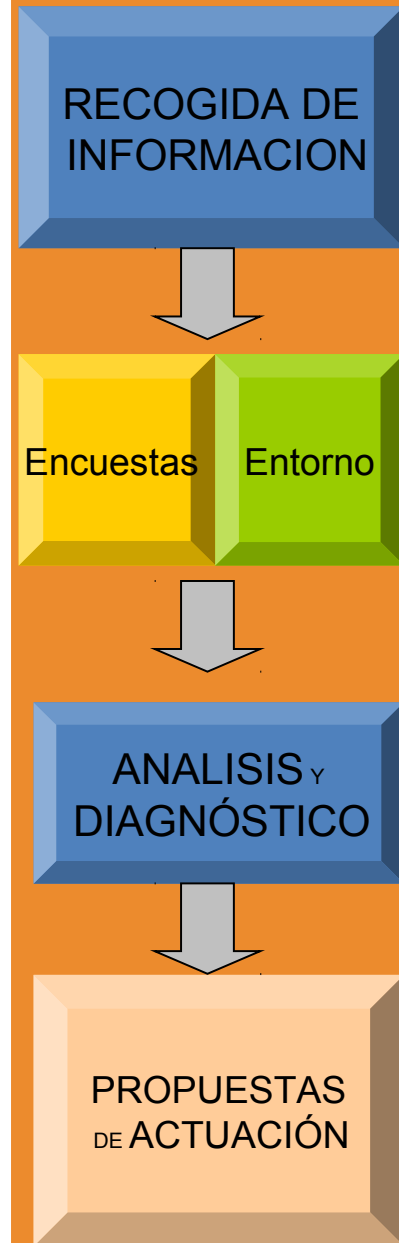 RECOGIDA DE
INFORMACION
Encuestas Entorno
ANALISIS Y
DIAGNÓSTICO
PROPUESTAS
DE ACTUACIÓN